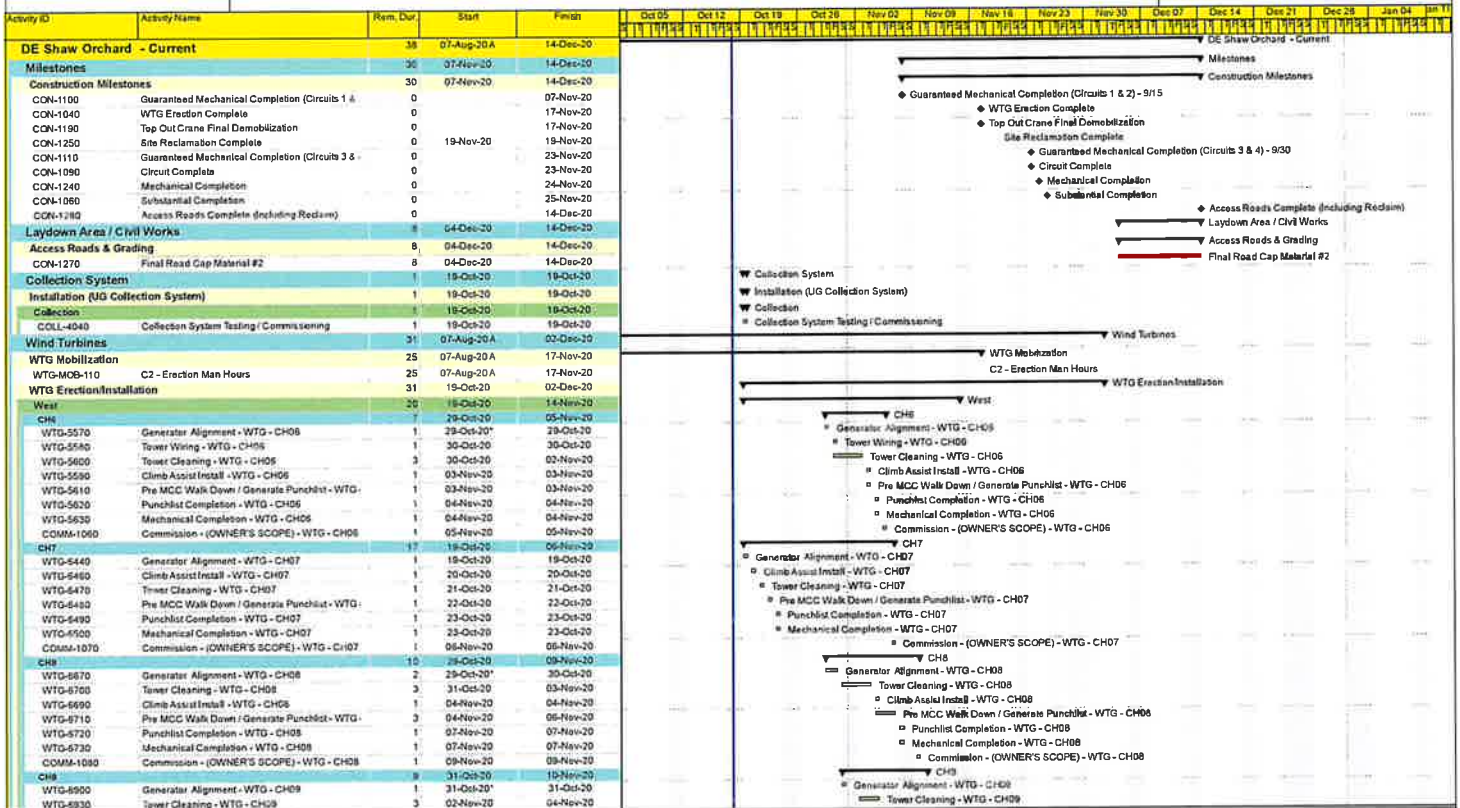 Activity ID Activity Name Rem. Dur. Start Finish Oct 05 Oct 12 Oct 19 Oct 26 Nov 02 Nov 09 Nov 16 Nov 23 Nov 30 Dec 07 Dec 14 Dec 21 Dec 28 Jan 04 Jan 11
DE Shaw Orchard - Current 38 07-Aug-20 A 14-Dec-20 DE Shaw Orchard - Current
Milestones 30 07-Nov-20 14-Dec-20 Milestones
Construction Milestones 30 07-Nov-20 14-Dec-20 Construction Milestones
CON-1100 Guaranteed Mechanical Completion (Circuits 1 & 0 07-Nov-20 Guaranteed Mechanical Completion (Circuits 1 & 2) - 9/15
CON-1040 WTG Erection Complete 0 17-Nov-20 WTG Erection Complete
CON-1190 Top Out Crane Final Demobilization 0 17-Nov-20 Top Out Crane Final Demobilization
CON-1250 Site Reclamation Complete 0 19-Nov-20 19-Nov-20 Site Reclamation Complete
CON-1110 Guaranteed Mechanical Completion (Circuits 3 & 0 23-Nov-20 Guaranteed Mechanical Completion (Circuits 3 & 4) - 9/30
CON-1090 Circuit Complete 0 23-Nov-20 Circuit Complete
CON-1240 Mechanical Completion 0 24-Nov-20 Mechanical Completion
CON-1060 Substantial Completion 0 25-Nov-20 Substantial Completion
CON-1280 Access Roads Complete (Including Reclaim) 0 14-Dec-20 Access Roads Complete (Including Reclaim)
Laydown Area / Civil Works 8 04-Dec-20 14-Dec-20 Laydown Area / Civil Works
Access Roads & Grading 8 04-Dec-20 14-Dec-20 Access Roads & Grading
CON-1270 Final Road Cap Material #2 8 04-Dec-20 14-Dec-20 Final Road Cap Material #2
Collection System 1 19-Oct-20 19-Oct-20 Collection System
Installation (UG Collection System) 1 19-Oct-20 19-Oct-20 Installation (UG Collection System)
Collection 1 19-Oct-20 19-Oct-20 Collection
COLL-4040 Collection System Testing / Commissioning 1 19-Oct-20 19-Oct-20 Collection System Testing / Commissioning
Wind Turbines 31 07-Aug-20 A 02-Dec-20 Wind Turbines
WTG Mobilization 25 07-Aug-20 A 17-Nov-20 WTG Mobilization
WTG-MOB-110 C2 - Erection Man Hours 25 07-Aug-20 A 17-Nov-20 C2 - Erection Man Hours
WTG Erection/Installation 31 19-Oct-20 02-Dec-20 WTG Erection/Installation
West 20 19-Oct-20 14-Nov-20 West
CH6 7 29-Oct-20 05-Nov-20 CH6
WTG-5570 Generator Alignment - WTG - CH06 1 29-Oct-20* 29-Oct-20 Generator Alignment - WTG - CH06
WTG-5580 Tower Wiring - WTG - CH06 1 30-Oct-20 30-Oct-20 Tower Wiring - WTG - CH06
WTG-5600 Tower Cleaning - WTG - CH06 3 30-Oct-20 02-Nov-20 Tower Cleaning - WTG - CH06
WTG-5590 Climb Assist Install - WTG - CH06 1 03-Nov-20 03-Nov-20 Climb Assist Install - WTG - CH06
WTG-5610 Pre MCC Walk Down / Generate Punchlist - WTG - 1 03-Nov-20 03-Nov-20 Pre MCC Walk Down / Generate Punchlist - WTG - CH06
WTG-5620 Punchlist Completion - WTG - CH06 1 04-Nov-20 04-Nov-20 Punchlist Completion - WTG - CH06
WTG-5630 Mechanical Completion - WTG - CH06 1 04-Nov-20 04-Nov-20 Mechanical Completion - WTG - CH06
COMM-1060 Commission - (OWNER'S SCOPE) - WTG - CH06 1 05-Nov-20 05-Nov-20 Commission - (OWNER'S SCOPE) - WTG - CH06
CH7 17 19-Oct-20 06-Nov-20 CH7
WTG-6440 Generator Alignment - WTG - CH07 1 19-Oct-20 19-Oct-20 Generator Alignment - WTG - CH07
WTG-6460 Climb Assist Install - WTG - CH07 1 20-Oct-20 20-Oct-20 Climb Assist Install - WTG - CH07
WTG-6470 Tower Cleaning - WTG - CH07 1 21-Oct-20 21-Oct-20 Tower Cleaning - WTG - CH07
WTG-6480 Pre MCC Walk Down / Generate Punchlist - WTG - 1 22-Oct-20 22-Oct-20 Pre MCC Walk Down / Generate Punchlist - WTG - CH07
WTG-6490 Punchlist Completion - WTG - CH07 1 23-Oct-20 23-Oct-20 Punchlist Completion - WTG - CH07
WTG-6500 Mechanical Completion - WTG - CH07 1 23-Oct-20 23-Oct-20 Mechanical Completion - WTG - CH07
COMM-1070 Commission - (OWNER'S SCOPE) - WTG - CH07 1 06-Nov-20 06-Nov-20 Commission - (OWNER'S SCOPE) - WTG - CH07
CH8 10 29-Oct-20 09-Nov-20 CH8
WTG-6670 Generator Alignment - WTG - CH08 2 29-Oct-20* 30-Oct-20 Generator Alignment - WTG - CH08
WTG-6700 Tower Cleaning - WTG - CH08 3 31-Oct-20 03-Nov-20 Tower Cleaning - WTG - CH08
WTG-6690 Climb Assist Install - WTG - CH08 1 04-Nov-20 04-Nov-20 Climb Assist Install - WTG - CH08
WTG-6710 Pre MCC Walk Down / Generate Punchlist - WTG - 3 04-Nov-20 06-Nov-20 Pre MCC Walk Down / Generate Punchlist - WTG - CH08
WTG-6720 Punchlist Completion - WTG - CH08 1 07-Nov-20 07-Nov-20 Punchlist Completion - WTG - CH08
WTG-6730 Mechanical Completion - WTG - CH08 1 07-Nov-20 07-Nov-20 Mechanical Completion - WTG - CH08
COMM-1080 Commission - (OWNER'S SCOPE) - WTG - CH08 1 09-Nov-20 09-Nov-20 Commission - (OWNER'S SCOPE) - WTG - CH08
CH9 9 31-Oct-20 10-Nov-20 CH9
WTG-6900 Generator Alignment - WTG - CH09 1 31-Oct-20* 31-Oct-20 Generator Alignment - WTG - CH09
WTG-6930 Tower Cleaning - WTG - CH09 3 02-Nov-20 04-Nov-20 Tower Cleaning - WTG - CH09